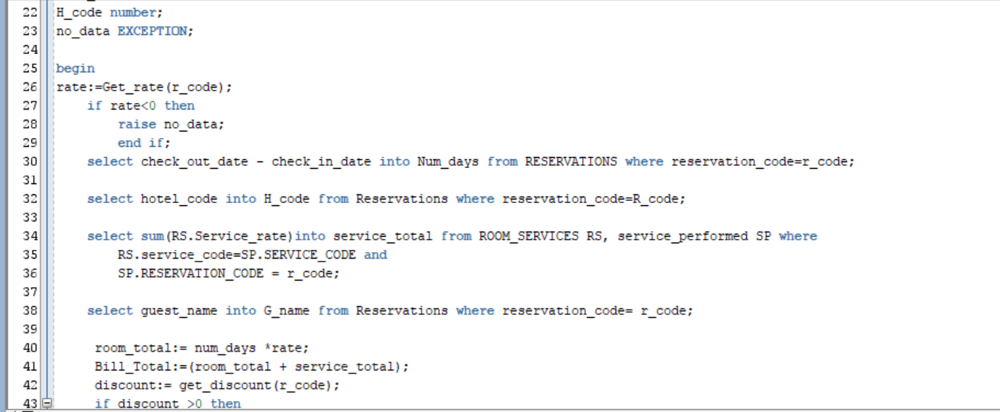 22 H_code number;
23 no_data EXCEPTION;
24
25 begin
26 rate:=Get_rate(r_code);
27 if rate<0 then
28 raise no_data;
29 end if;
30 select check_out_date - check_in_date into Num_days from RESERVATIONS where reservation_code=r_code;
31
32 select hotel_code into H_code from Reservations where reservation_code=R_code;
33
34 select sum(RS.Service_rate)into service_total from ROOM_SERVICES RS, service_performed SP where
35 RS.service_code=SP.SERVICE_CODE and
36 SP.RESERVATION_CODE = r_code;
37
38 select guest_name into G_name from Reservations where reservation_code= r_code;
39
40 room_total:= num_days *rate;
41 Bill_Total:=(room_total + service_total);
42 discount:= get_discount(r_code);
43 if discount >0 then